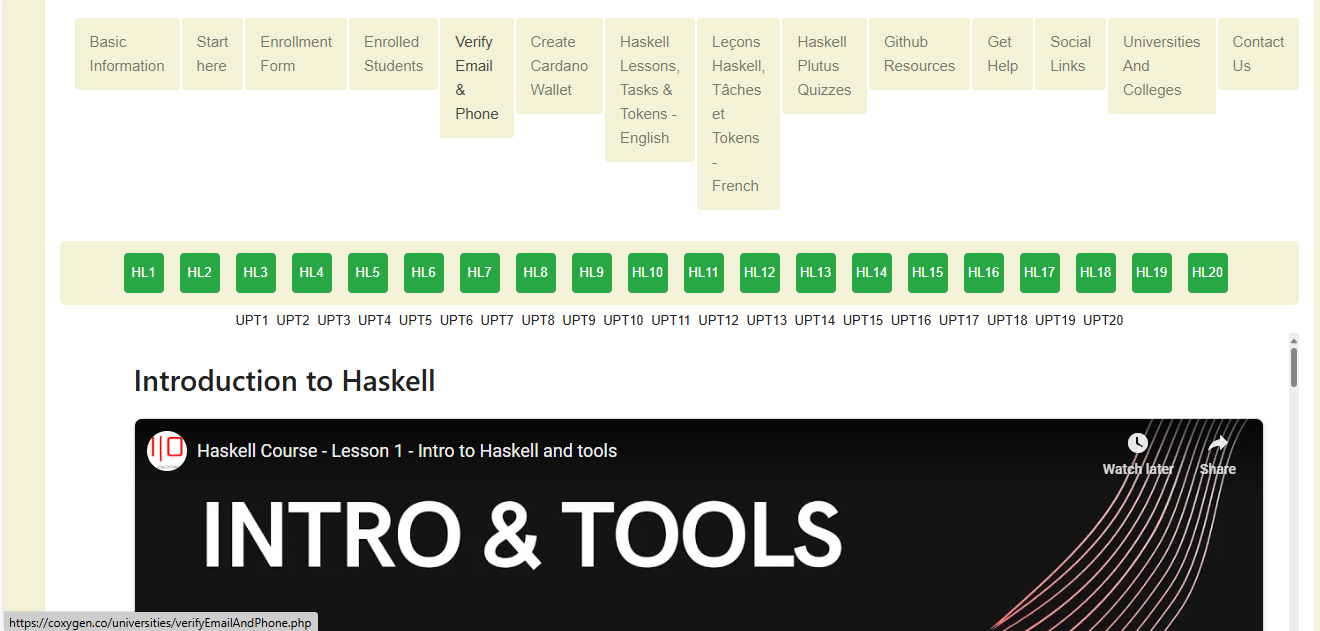 Basic
Information
Start
here
Enrollment
Form
Enrolled
Students
Verify
Email
&
Phone
Create
Cardano
Wallet
Haskell
Lessons,
Tasks &
Tokens -
English
Leçons
Haskell,
Tâches
et
Tokens
-
French
Haskell
Plutus
Quizzes
Github
Resources
Get
Help
Social
Links
Universities
And
Colleges
Contact
Us
HL1 HL2 HL3 HL4 HL5 HL6 HL7 HL8 HL9 HL10 HL11 HL12 HL13 HL14 HL15 HL16 HL17 HL18 HL19 HL20
UPT1 UPT2 UPT3 UPT4 UPT5 UPT6 UPT7 UPT8 UPT9 UPT10 UPT11 UPT12 UPT13 UPT14 UPT15 UPT16 UPT17 UPT18 UPT19 UPT20
Introduction to Haskell
Haskell Course - Lesson 1 - Intro to Haskell and tools
Watch later
Share
INTRO & TOOLS
https://coxygen.co/universities/verifyEmailAndPhone.php